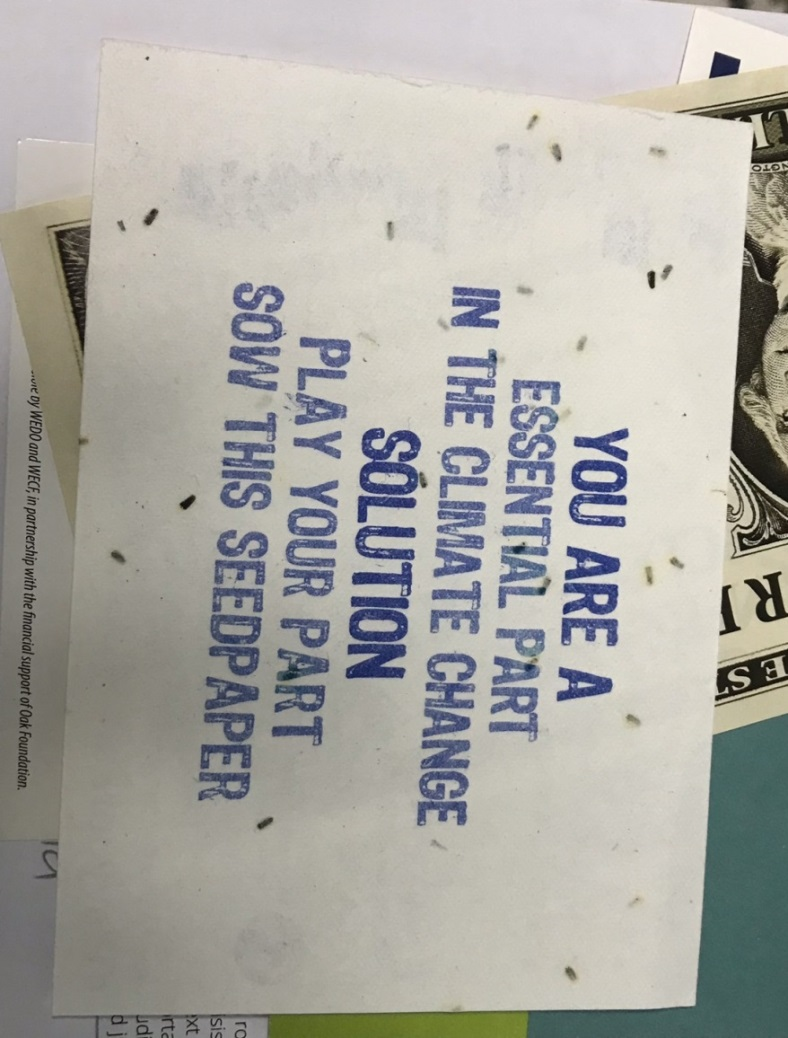 YOU ARE A
ESSENTIAL PART
IN THE CLIMATE CHANGE
SOLUTION
PLAY YOUR PART
SOW THIS SEEDPAPER
by WEDO and WECF, in partnership with the financial support of Oak Foundation.